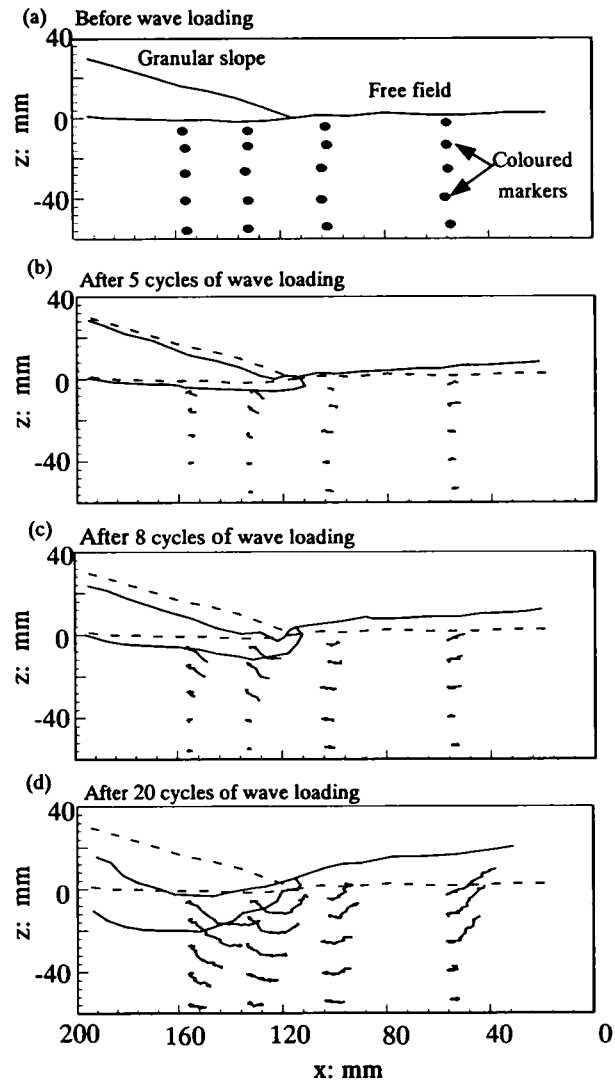 (a) Before wave loading
40
Granular slope
Free field
0
Coloured
markers
-40
z: mm
(b) After 5 cycles of wave loading
40
0
-40
z: mm
(c) After 8 cycles of wave loading
40
0
-40
z: mm
(d) After 20 cycles of wave loading
40
0
-40
z: mm
200 160 120 80 40 0
x: mm